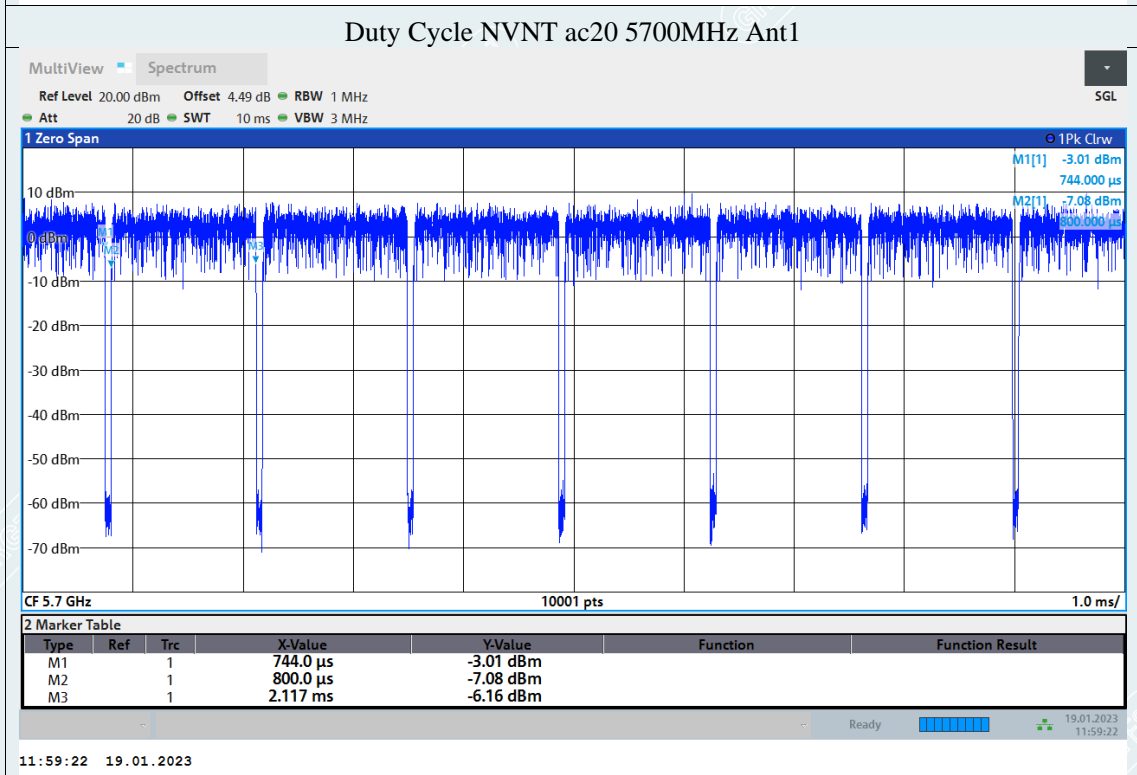 Duty Cycle NVNT ac20 5700MHz Ant1
MultiView Spectrum
Ref Level 20.00 dBm Offset 4.49 dB RBW 1 MHz SGL
Att 20 dB SWT 10 ms VBW 3 MHz
1 Zero Span 1Pk Clrw
M1[1] -3.01 dBm
744.000 µs
10 dBm
M2[1] -7.08 dBm
800.000 µs
M1
0 dBm
M2
M3
-10 dBm
-20 dBm
-30 dBm
-40 dBm
-50 dBm
-60 dBm
-70 dBm
CF 5.7 GHz 10001 pts 1.0 ms/
2 Marker Table
Type Ref Trc X-Value Y-Value Function Function Result
M1 1 744.0 µs -3.01 dBm
M2 1 800.0 µs -7.08 dBm
M3 1 2.117 ms -6.16 dBm
Ready 19.01.2023
11:59:22
11:59:22 19.01.2023